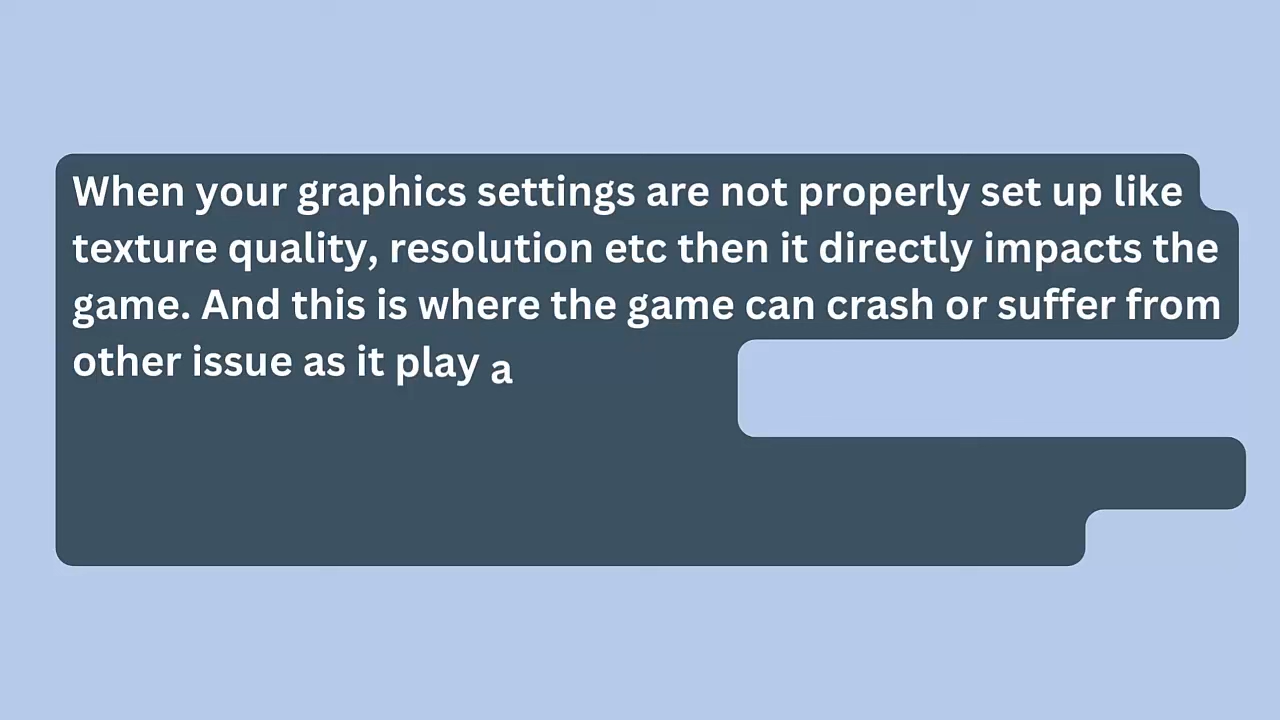 When your graphics settings are not properly set up like
texture quality, resolution etc then it directly impacts the
game. And this is where the game can crash or suffer from
other issue as it play a